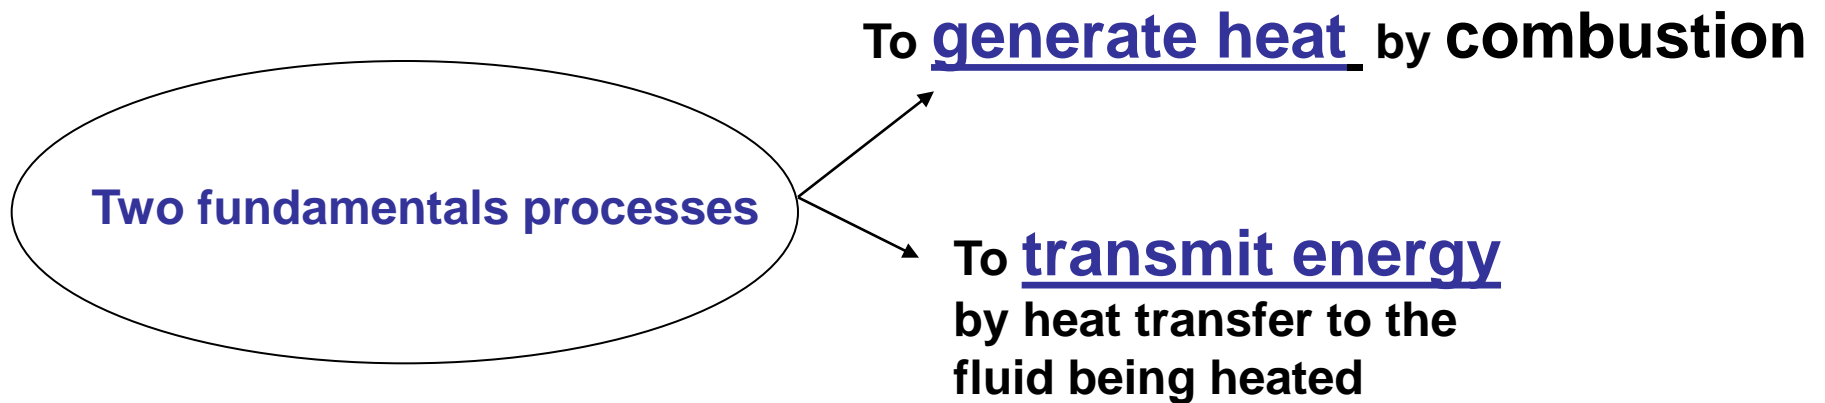 To generate heat by combustion
Two fundamentals processes
To transmit energy
by heat transfer to the
fluid being heated